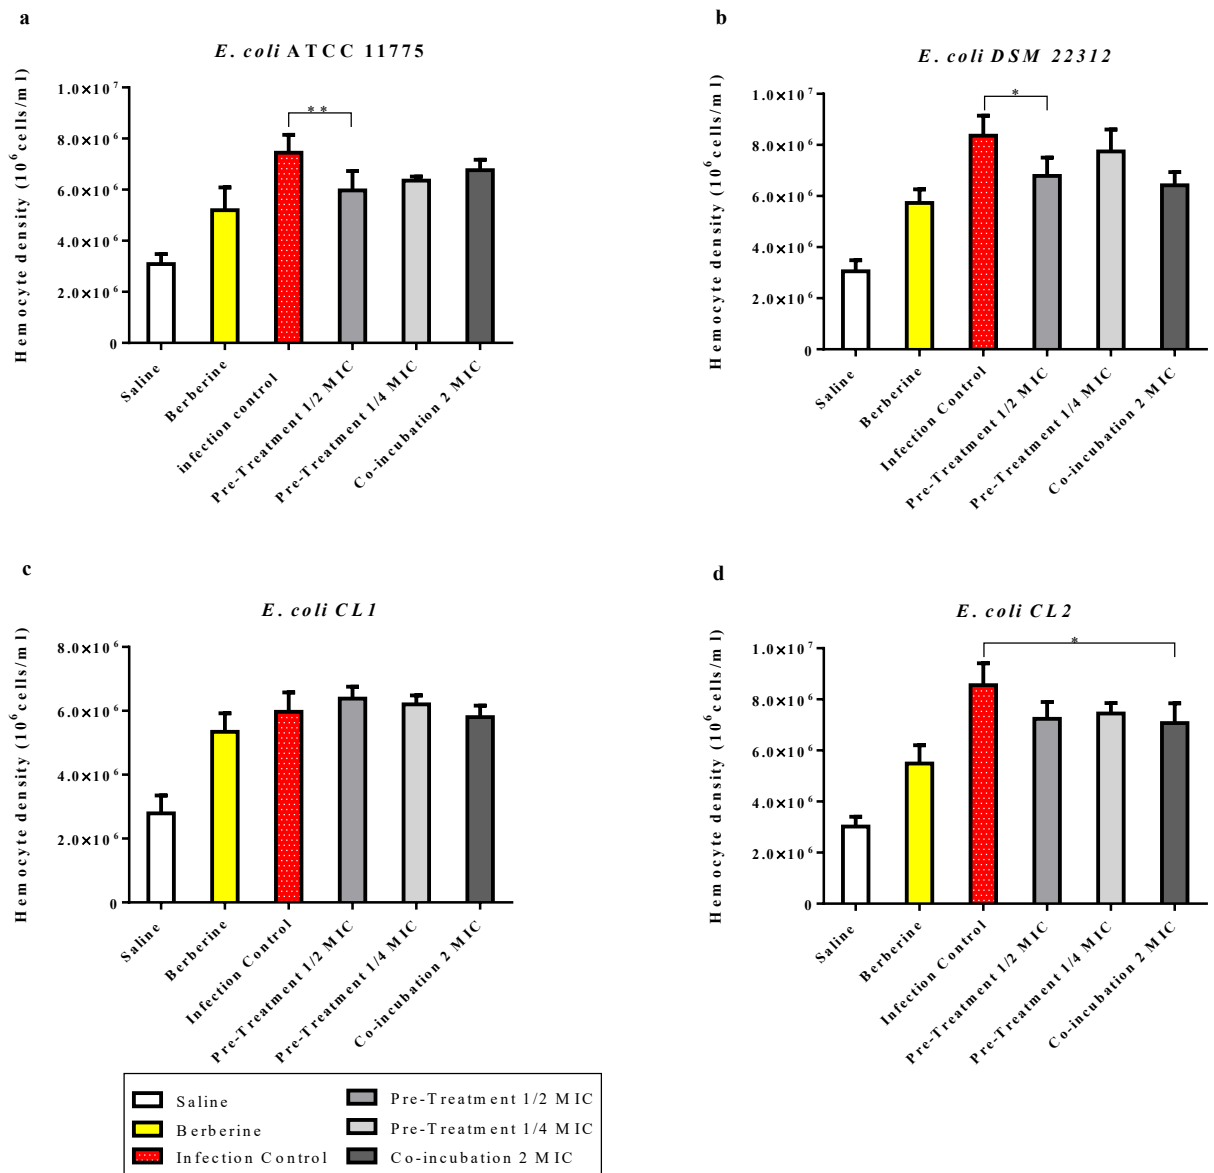 a
E. coli ATCC 11775
Hemocyte density (10⁶cells/ml)
1.0×10⁷
8.0×10⁶
6.0×10⁶
4.0×10⁶
2.0×10⁶
0
**
Saline
Berberine
infection control
Pre-Treatment 1/2 MIC
Pre-Treatment 1/4 MIC
Co-incubation 2 MIC
b
E. coli DSM 22312
Hemocyte density (10⁶cells/ml)
1.0×10⁷
8.0×10⁶
6.0×10⁶
4.0×10⁶
2.0×10⁶
0
*
Saline
Berberine
Infection Control
Pre-Treatment 1/2 MIC
Pre-Treatment 1/4 MIC
Co-incubation 2 MIC
c
E. coli CL1
Hemocyte density (10⁶cells/ml)
8.0×10⁶
6.0×10⁶
4.0×10⁶
2.0×10⁶
0
Saline
Berberine
Infection Control
Pre-Treatment 1/2 MIC
Pre-Treatment 1/4 MIC
Co-incubation 2 MIC
d
E. coli CL2
Hemocyte density (10⁶cells/ml)
1.0×10⁷
8.0×10⁶
6.0×10⁶
4.0×10⁶
2.0×10⁶
0
*
Saline
Berberine
Infection Control
Pre-Treatment 1/2 MIC
Pre-Treatment 1/4 MIC
Co-incubation 2 MIC
Saline
Berberine
Infection Control
Pre-Treatment 1/2 MIC
Pre-Treatment 1/4 MIC
Co-incubation 2 MIC